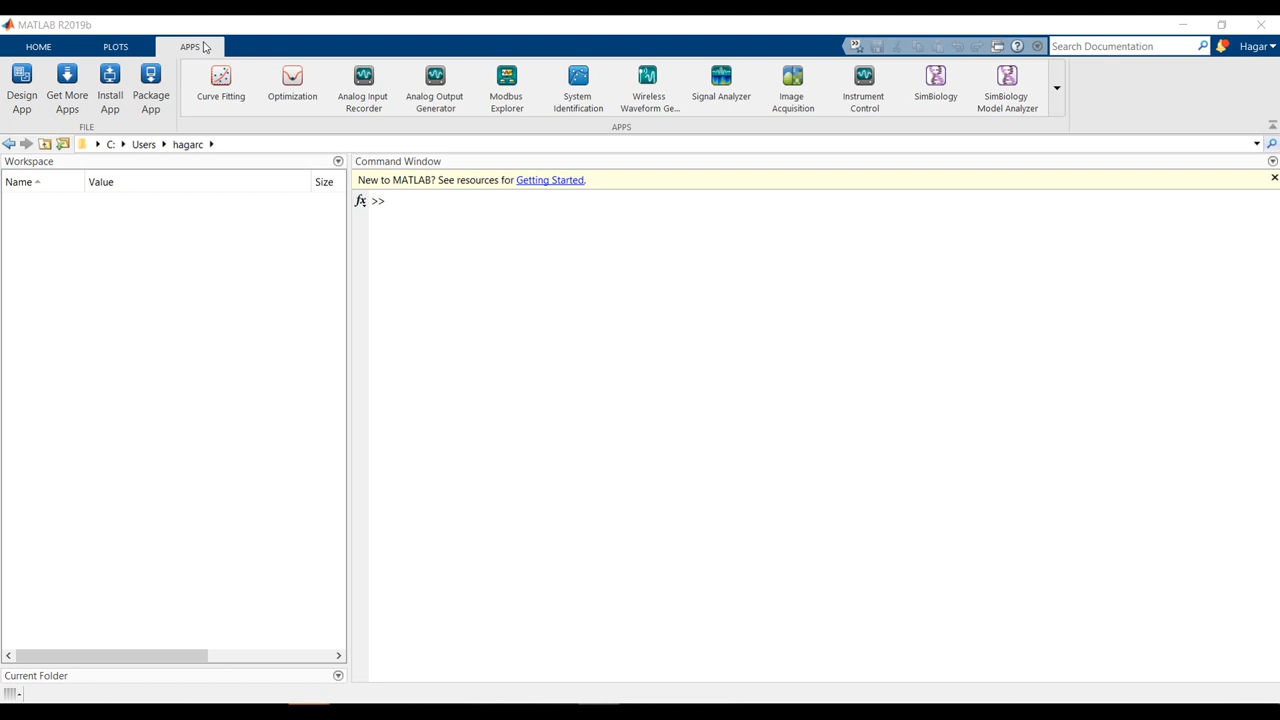 MATLAB R2019b
HOME
PLOTS
APPS
Search Documentation
Hagar
Design
App
Get More
Apps
Install
App
Package
App
Curve Fitting
Optimization
Analog Input
Recorder
Analog Output
Generator
Modbus
Explorer
System
Identification
Wireless
Waveform Ge...
Signal Analyzer
Image
Acquisition
Instrument
Control
SimBiology
SimBiology
Model Analyzer
FILE
APPS
C:
Users
hagarc
Workspace
Command Window
Name
Value
Size
New to MATLAB? See resources for Getting Started.
fx >>
Current Folder